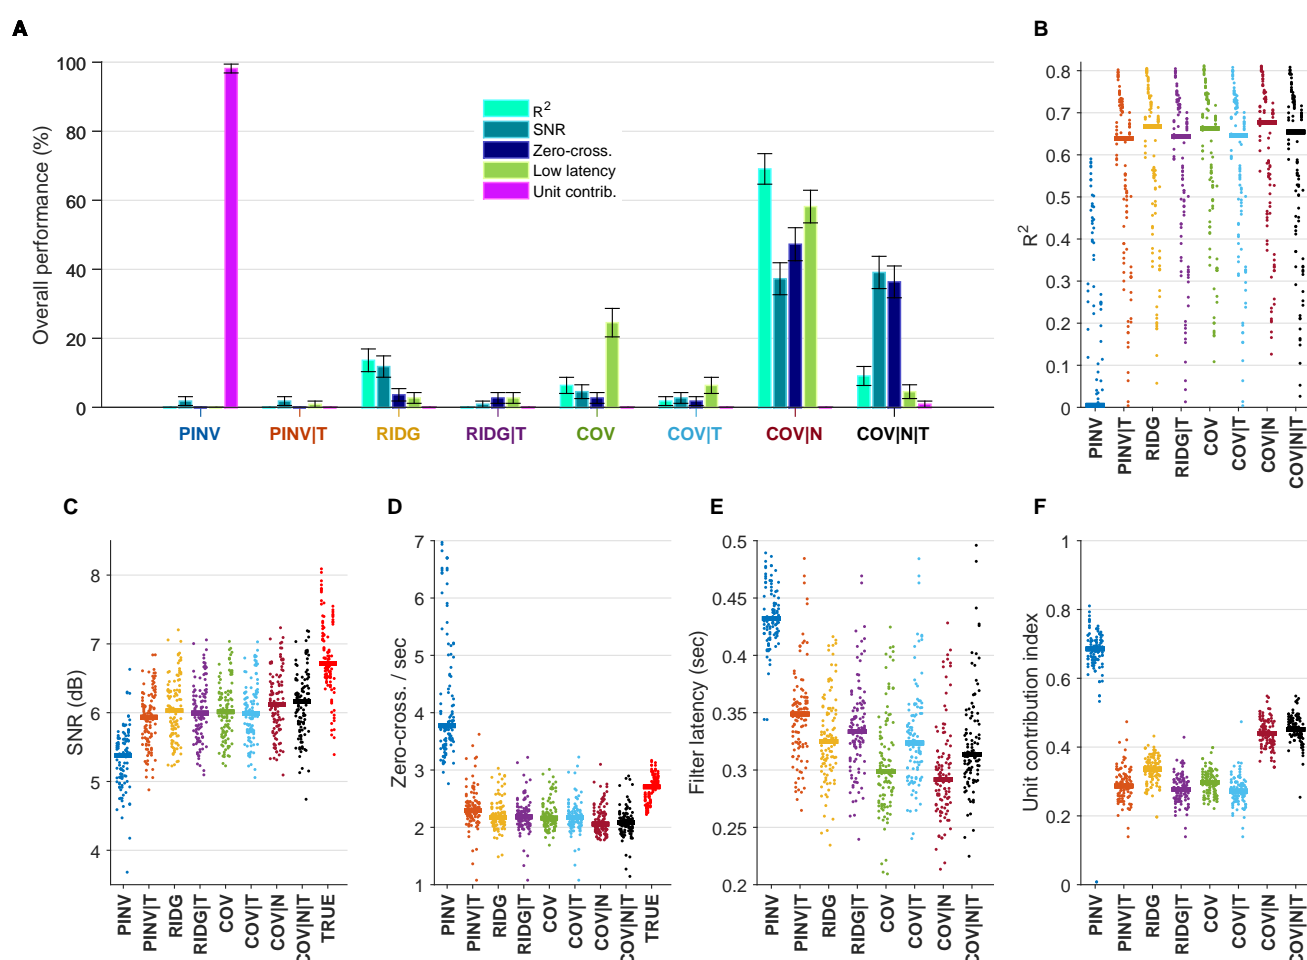 A
Overall performance (%)
100
80
60
40
20
0
R2
SNR
Zero-cross.
Low latency
Unit contrib.
PINV PINV|T RIDG RIDG|T COV COV|T COV|N COV|N|T
B
R2
0.8
0.7
0.6
0.5
0.4
0.3
0.2
0.1
0
PINV PINV|T RIDG RIDG|T COV COV|T COV|N COV|N|T
C
SNR (dB)
8
7
6
5
4
PINV PINV|T RIDG RIDG|T COV COV|T COV|N COV|N|T TRUE
D
Zero-cross. / sec
7
6
5
4
3
2
1
PINV PINV|T RIDG RIDG|T COV COV|T COV|N COV|N|T TRUE
E
Filter latency (sec)
0.5
0.45
0.4
0.35
0.3
0.25
0.2
PINV PINV|T RIDG RIDG|T COV COV|T COV|N COV|N|T
F
Unit contribution index
1
0.8
0.6
0.4
0.2
0
PINV PINV|T RIDG RIDG|T COV COV|T COV|N COV|N|T